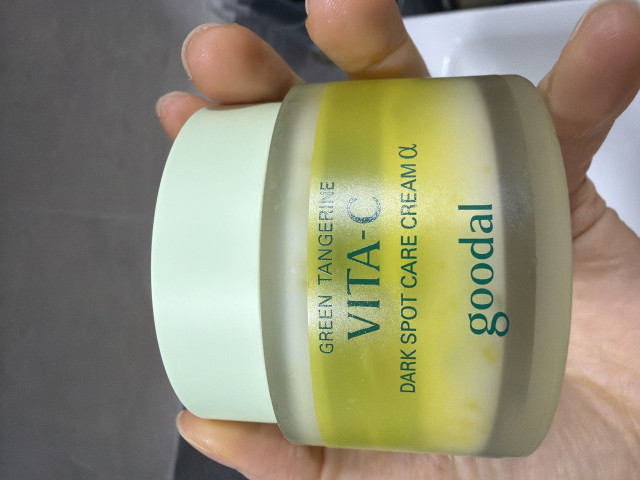 GREEN TANGERINE
VITA-C
DARK SPOT CARE CREAM α
goodal